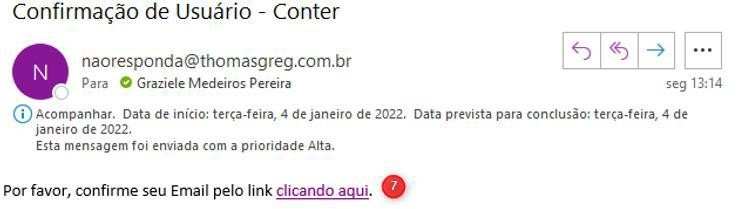 Confirmação de Usuário - Conter
N
naoresponda@thomasgreg.com.br
Para Graziele Medeiros Pereira
seg 13:14
Acompanhar. Data de início: terça-feira, 4 de janeiro de 2022. Data prevista para conclusão: terça-feira, 4 de
janeiro de 2022.
Esta mensagem foi enviada com a prioridade Alta.
Por favor, confirme seu Email pelo link clicando aqui. 7